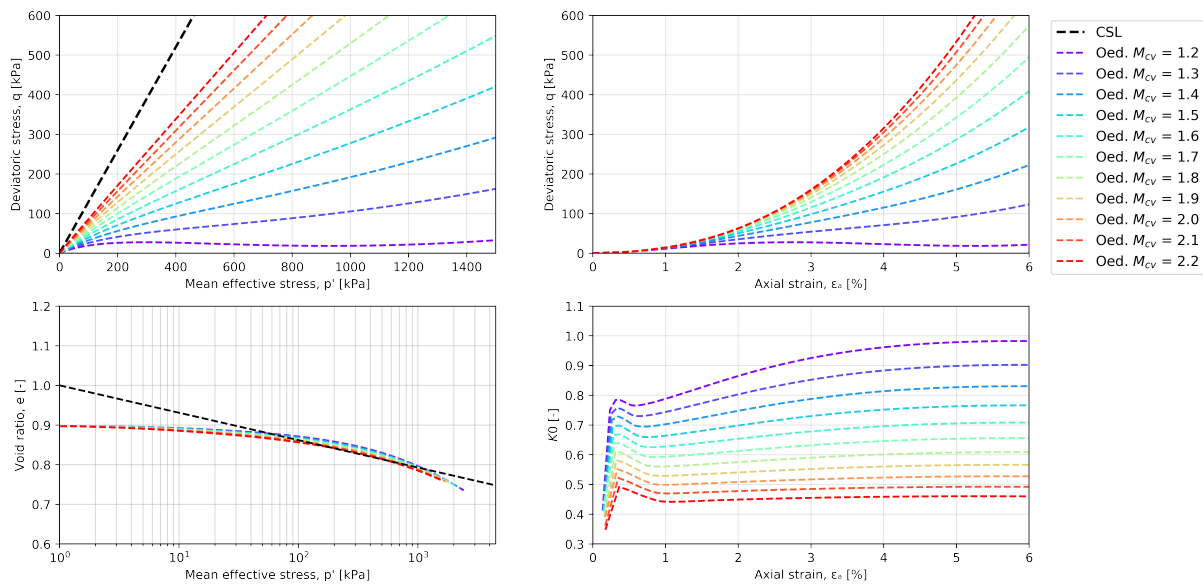 600
500
400
300
200
100
0
Deviatoric stress, q [kPa]
0 200 400 600 800 1000 1200 1400
Mean effective stress, p' [kPa]
600
500
400
300
200
100
0
Deviatoric stress, q [kPa]
0 1 2 3 4 5 6
Axial strain, εₐ [%]
CSL
Oed. M_cv = 1.2
Oed. M_cv = 1.3
Oed. M_cv = 1.4
Oed. M_cv = 1.5
Oed. M_cv = 1.6
Oed. M_cv = 1.7
Oed. M_cv = 1.8
Oed. M_cv = 1.9
Oed. M_cv = 2.0
Oed. M_cv = 2.1
Oed. M_cv = 2.2
1.2
1.1
1.0
0.9
0.8
0.7
0.6
Void ratio, e [-]
10⁰ 10¹ 10² 10³
Mean effective stress, p' [kPa]
1.1
1.0
0.9
0.8
0.7
0.6
0.5
0.4
0.3
K0 [-]
0 1 2 3 4 5 6
Axial strain, εₐ [%]